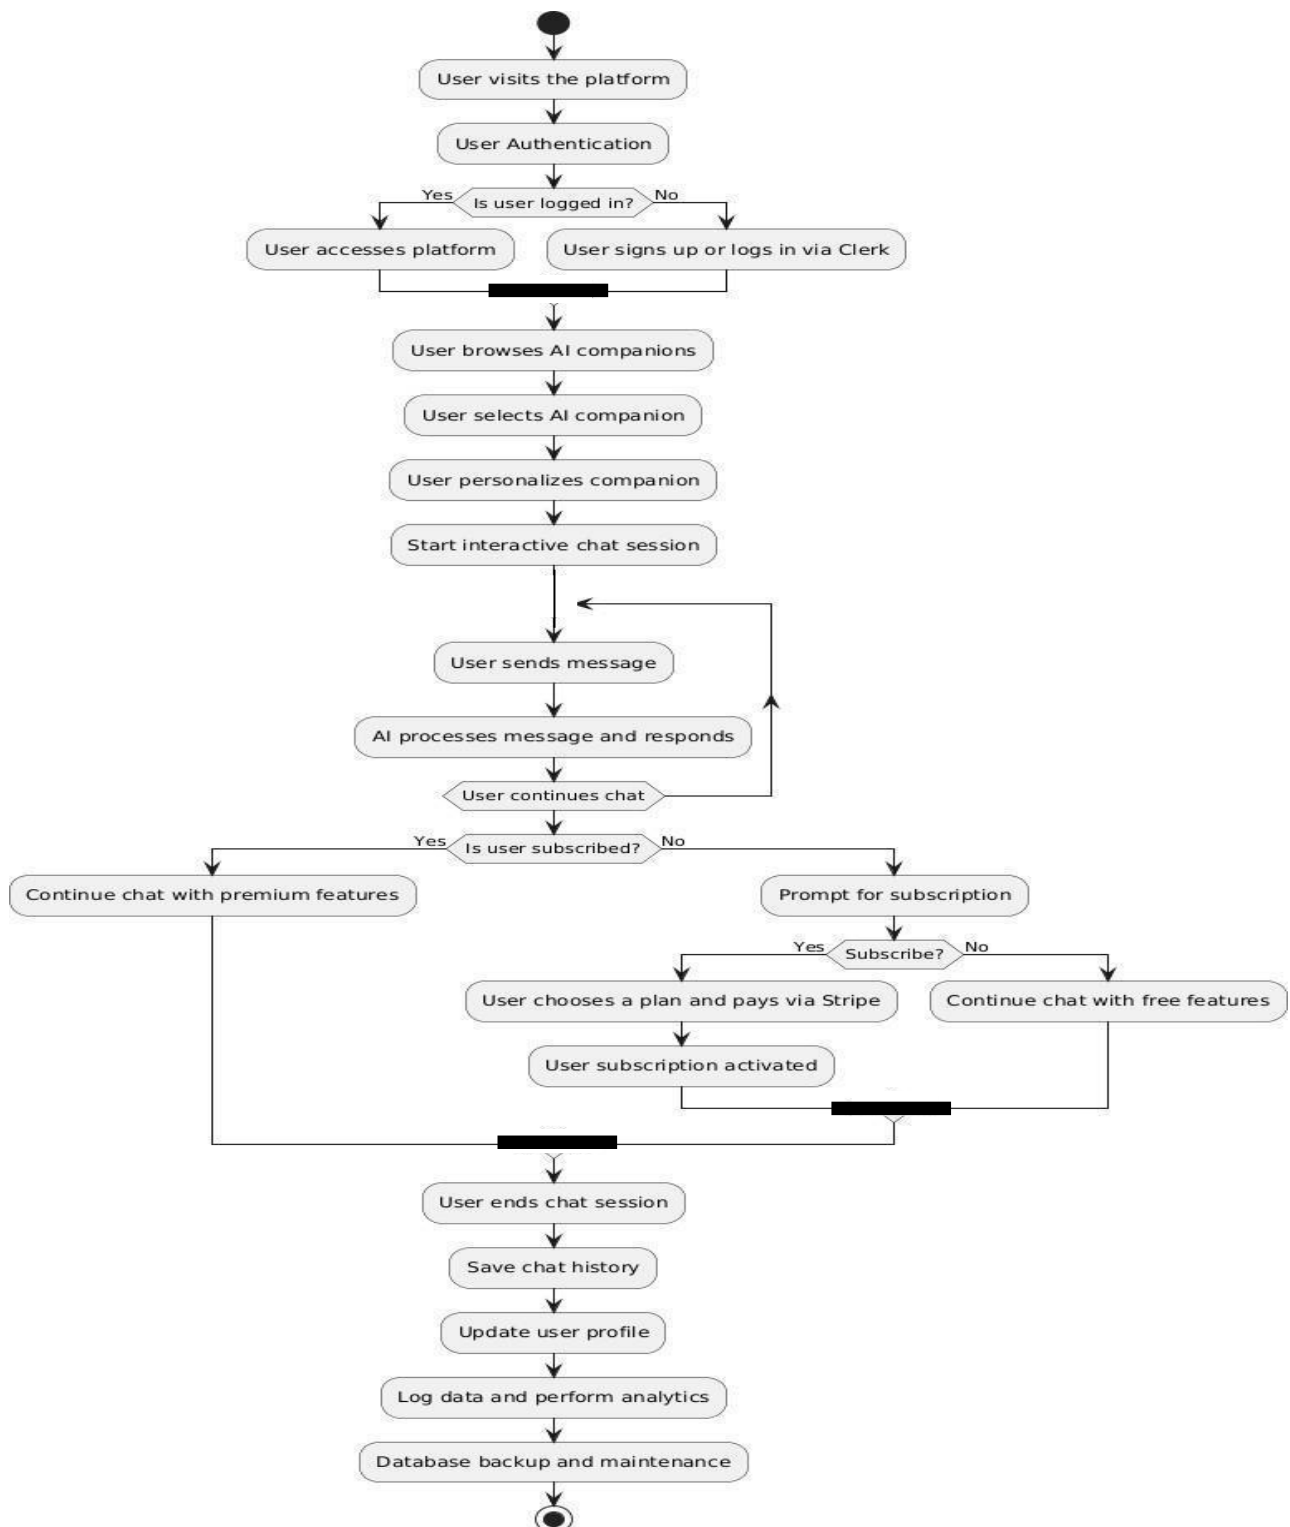 User visits the platform
User Authentication
Yes
Is user logged in?
No
User accesses platform
User signs up or logs in via Clerk
User browses AI companions
User selects AI companion
User personalizes companion
Start interactive chat session
User sends message
AI processes message and responds
User continues chat
Yes
Is user subscribed?
No
Continue chat with premium features
Prompt for subscription
Yes
Subscribe?
No
User chooses a plan and pays via Stripe
Continue chat with free features
User subscription activated
User ends chat session
Save chat history
Update user profile
Log data and perform analytics
Database backup and maintenance